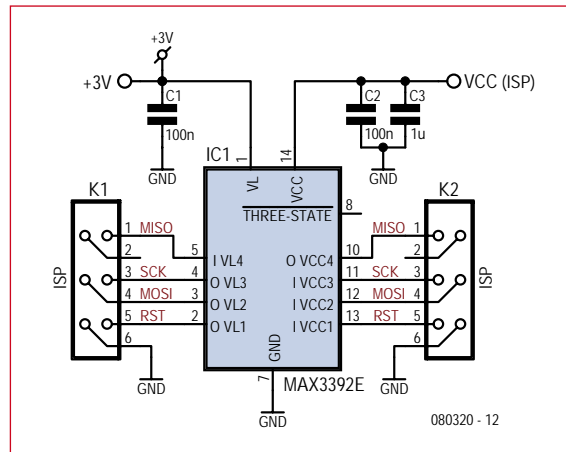 +3V
+3V
VCC (ISP)
C1
C2
C3
100n
100n
1u
GND
GND
IC1
1
14
VL
VCC
THREE-STATE
8
K1
K2
ISP
ISP
1 MISO
5 I VL4
O VCC4 10
MISO 1
2
2
3 SCK
4 O VL3
I VCC3 11
SCK 3
4 MOSI
3 O VL2
I VCC2 12
MOSI 4
5 RST
2 O VL1
I VCC1 13
RST 5
6
6
GND
7
GND
GND
GND
MAX3392E
080320 - 12